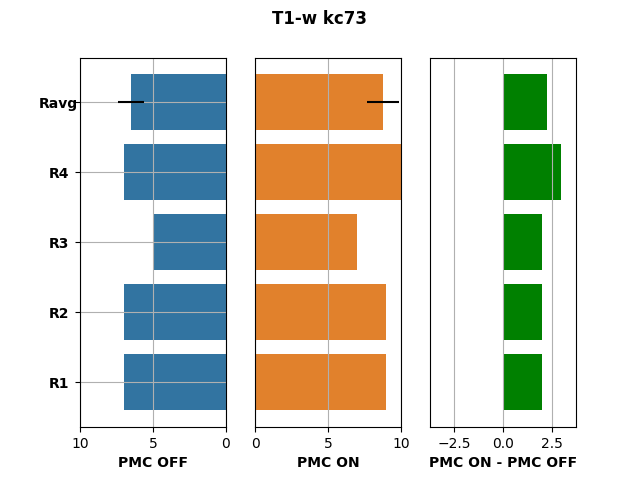 T1-w kc73
Ravg
R4
R3
R2
R1
10 5 0 0 5 10 −2.5 0.0 2.5
PMC OFF PMC ON PMC ON - PMC OFF